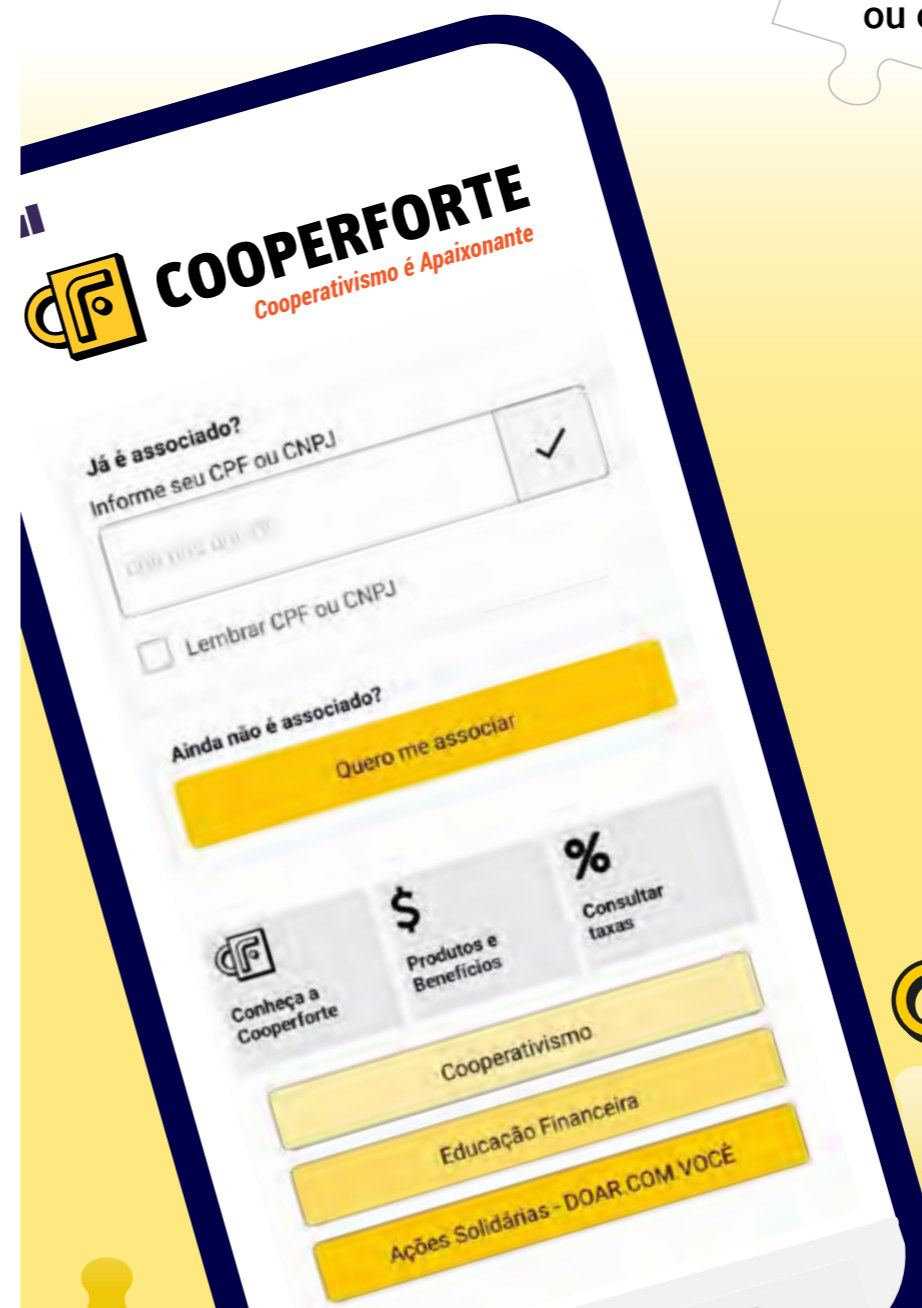 ou
COOPERFORTE
Cooperativismo é Apaixonante
Já é associado?
Informe seu CPF ou CNPJ
Lembrar CPF ou CNPJ
Ainda não é associado?
Quero me associar
$
%
Conheça a
Cooperforte
Produtos e
Benefícios
Consultar
taxas
Cooperativismo
Educação Financeira
Ações Solidárias - DOAR.COM.VOCÊ